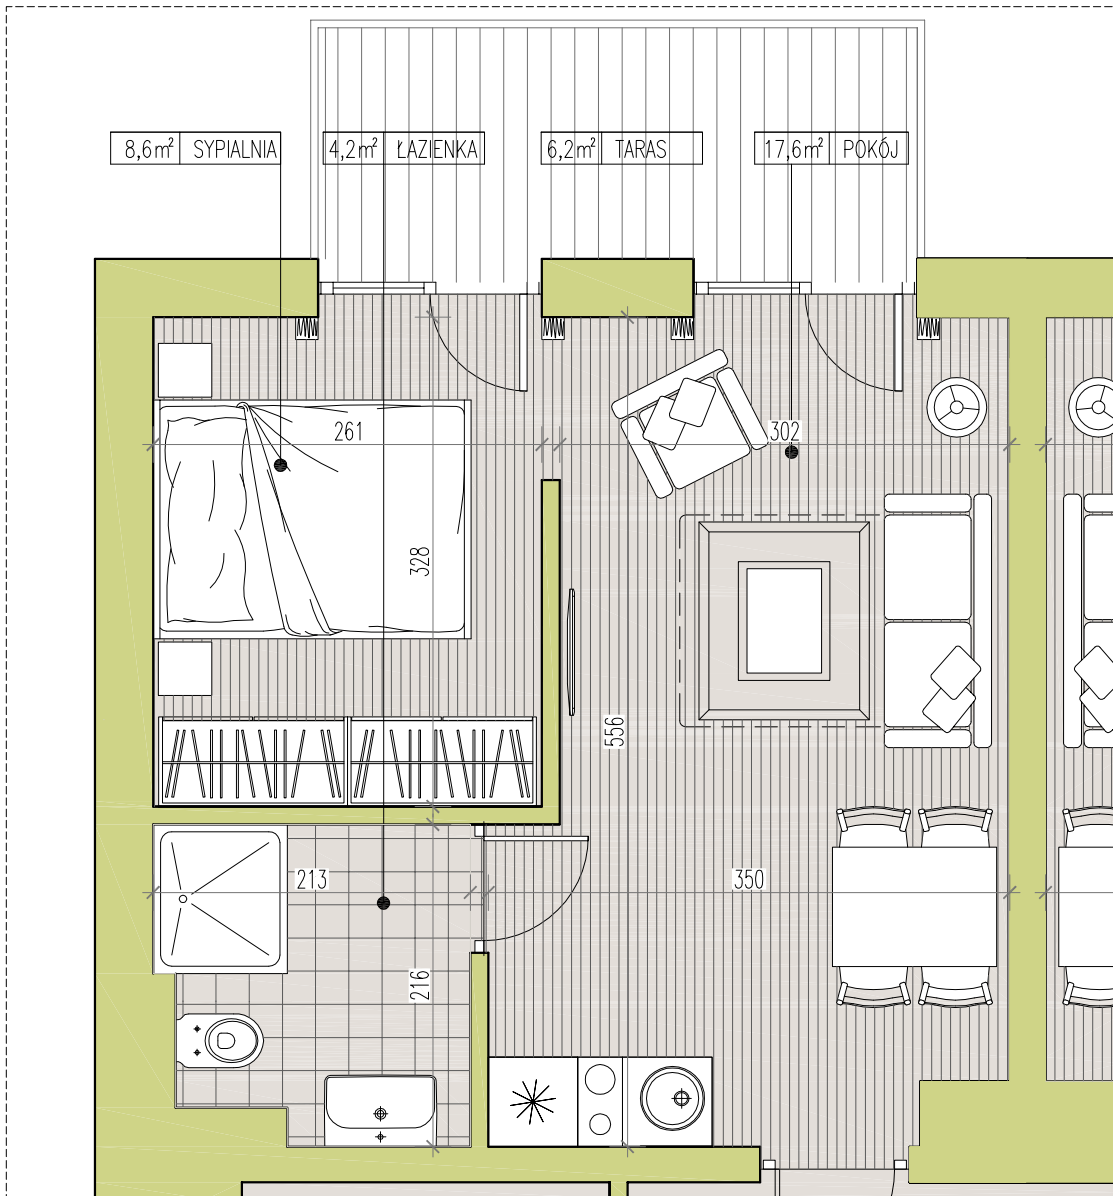 8,6m² SYPIALNIA
4,2m² ŁAZIENKA
6,2m² TARAS
17,6m² POKÓJ
261
302
328
556
213
350
216